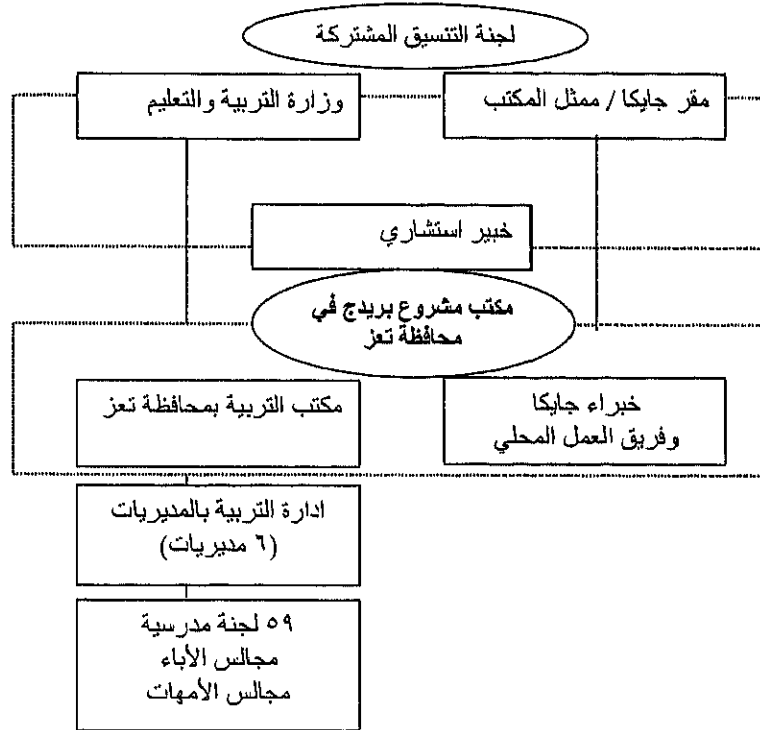 لجنة التنسيق المشتركة
مقر جايكا / ممثل المكتب
وزارة التربية والتعليم
خبير استشاري
مكتب مشروع بريدج في
محافظة تعز
خبراء جايكا
وفريق العمل المحلي
مكتب التربية بمحافظة تعز
ادارة التربية بالمديريات
(٦ مديريات)
٥٩ لجنة مدرسية
مجالس الأباء
مجالس الأمهات